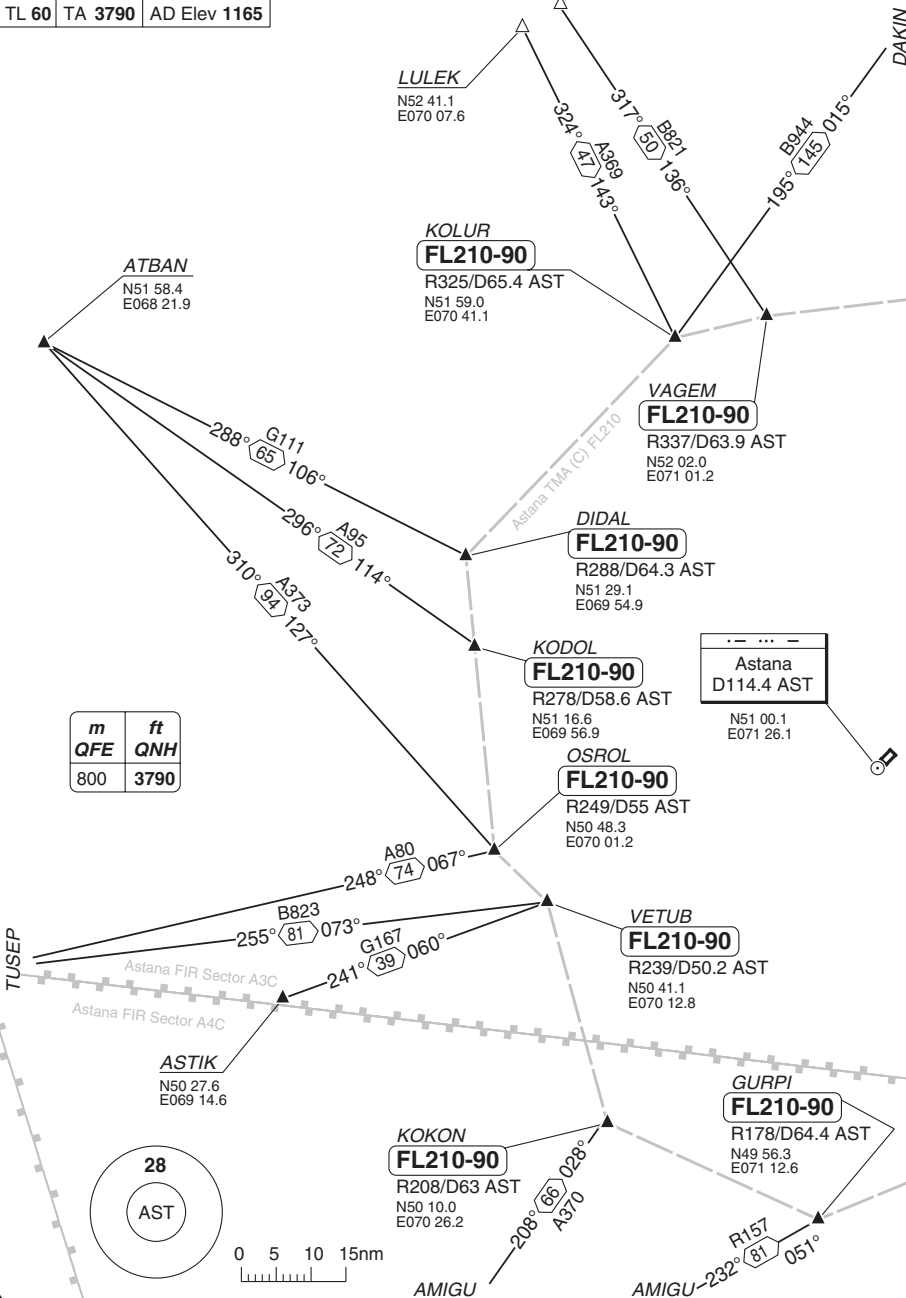 TL 60 TA 3790 AD Elev 1165
DAKIN
LULEK
N52 41.1
E070 07.6
324° 47 143°
A369
317° 50 136°
B821
B944
195° 145 015°
KOLUR
FL210-90
R325/D65.4 AST
N51 59.0
E070 41.1
ATBAN
N51 58.4
E068 21.9
VAGEM
FL210-90
R337/D63.9 AST
N52 02.0
E071 01.2
Astana TMA (C) FL210
G111
288° 65 106°
A95
296° 72 114°
A373
310° 94 127°
DIDAL
FL210-90
R288/D64.3 AST
N51 29.1
E069 54.9
KODOL
FL210-90
R278/D58.6 AST
N51 16.6
E069 56.9
Astana
D114.4 AST
N51 00.1
E071 26.1
m ft
QFE QNH
800 3790
OSROL
FL210-90
R249/D55 AST
N50 48.3
E070 01.2
A80
248° 74 067°
B823
255° 81 073°
G167
241° 39 060°
TUSEP
VETUB
FL210-90
R239/D50.2 AST
N50 41.1
E070 12.8
Astana FIR Sector A3C
Astana FIR Sector A4C
ASTIK
N50 27.6
E069 14.6
GURPI
FL210-90
R178/D64.4 AST
N49 56.3
E071 12.6
KOKON
FL210-90
R208/D63 AST
N50 10.0
E070 26.2
28
AST
0 5 10 15nm
208° 66 028°
A370
AMIGU
R157
AMIGU 232° 81 051°